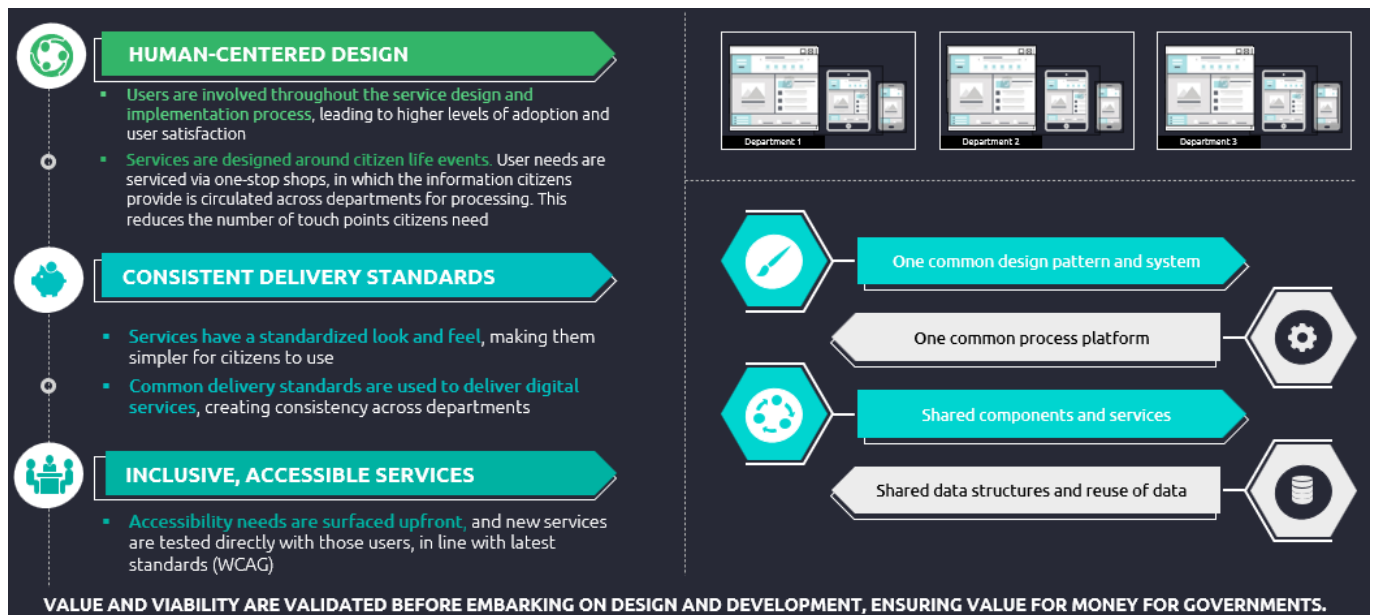 HUMAN-CENTERED DESIGN
▪ Users are involved throughout the service design and
implementation process, leading to higher levels of adoption and
user satisfaction
▪ Services are designed around citizen life events. User needs are
serviced via one-stop shops, in which the information citizens
provide is circulated across departments for processing. This
reduces the number of touch points citizens need
CONSISTENT DELIVERY STANDARDS
▪ Services have a standardized look and feel, making them
simpler for citizens to use
▪ Common delivery standards are used to deliver digital
services, creating consistency across departments
INCLUSIVE, ACCESSIBLE SERVICES
▪ Accessibility needs are surfaced upfront, and new services
are tested directly with those users, in line with latest
standards (WCAG)
Department 1
Department 2
Department 3
One common design pattern and system
One common process platform
Shared components and services
Shared data structures and reuse of data
VALUE AND VIABILITY ARE VALIDATED BEFORE EMBARKING ON DESIGN AND DEVELOPMENT, ENSURING VALUE FOR MONEY FOR GOVERNMENTS.